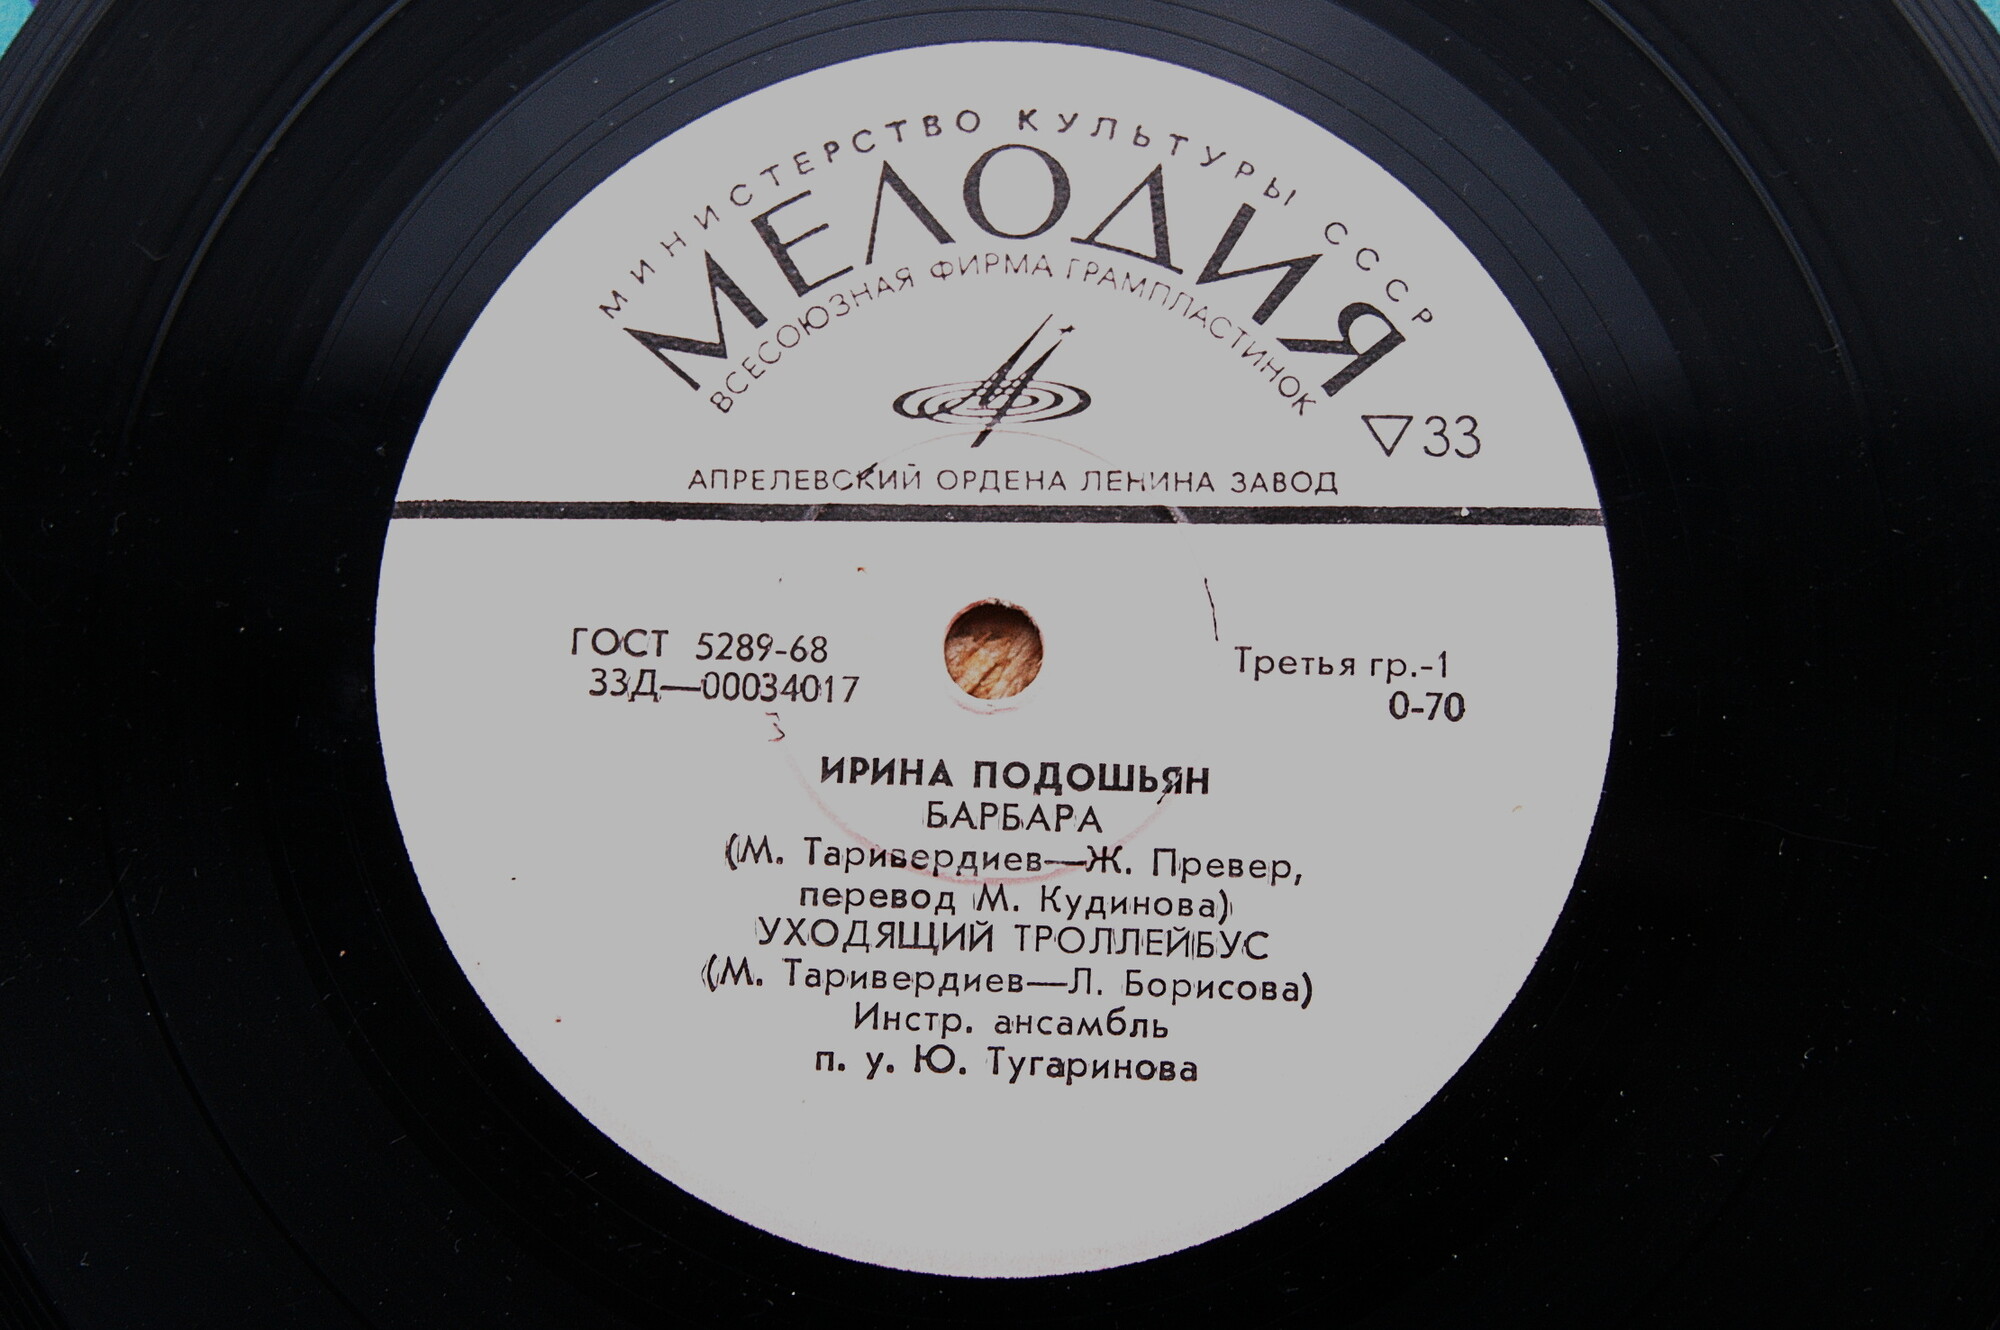 МИНИСТЕРСТВО КУЛЬТУРЫ СССР
МЕЛОДИЯ
ВСЕСОЮЗНАЯ ФИРМА ГРАМПЛАСТИНОК
▽33
АПРЕЛЕВСКИЙ ОРДЕНА ЛЕНИНА ЗАВОД
ГОСТ 5289-68
33Д—00034017
Третья гр.-1
0-70
ИРИНА ПОДОШЬЯН
БАРБАРА
(М. Таривердиев—Ж. Превер,
перевод М. Кудинова)
УХОДЯЩИЙ ТРОЛЛЕЙБУС
(М. Таривердиев—Л. Борисова)
Инстр. ансамбль
п. у. Ю. Тугаринова